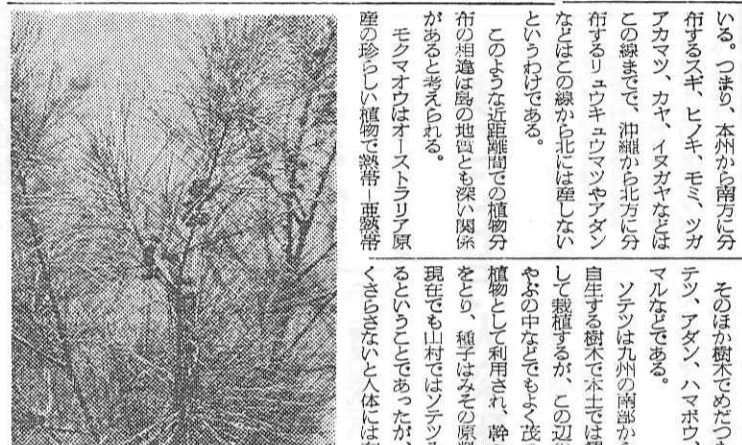 いる。つまり、本州から南方に分
布するスギ、ヒノキ、モミ、ツガ
アカマツ、カヤ、イヌガヤなどは
この線までで、沖縄から北方に分
布するリュウキュウマツやアダン
などはこの線から北には産しない
というわけである。
このような近距離間での植物分
布の相違は島の地質とも深い関係
があると考えられる。
モクマオウはオーストラリア原
産の珍らしい植物で熱帯―亜熱帯
そのほか樹木でめだつ
テツ、アダン、ハマボウ、
マルなどである。
ソテツは九州の南部か
自生する樹木で本土では
して栽植するが、この辺
やぶの中などでもよく茂
植物として利用され、幹
をとり、種子はみその原
現在でも山村ではソテツ
るということであったが、
くさらさないと人体には